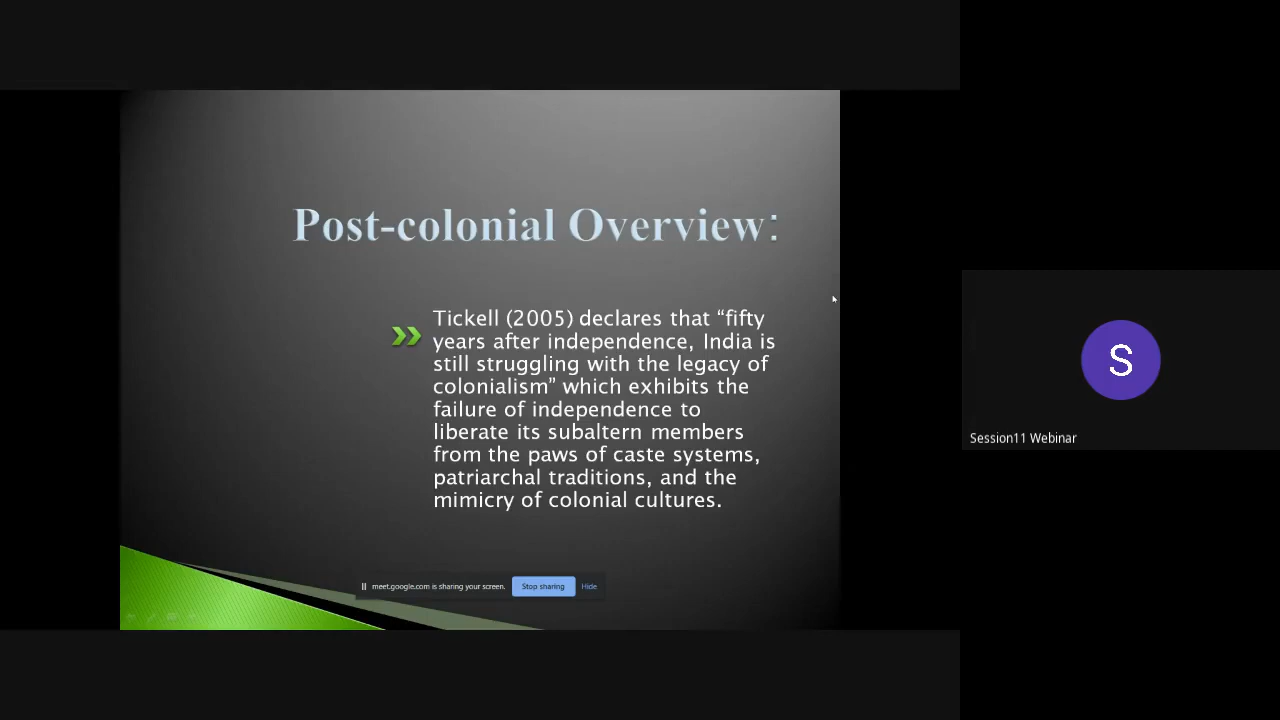 Post-colonial Overview:
Tickell (2005) declares that “fifty
years after independence, India is
still struggling with the legacy of
colonialism” which exhibits the
failure of independence to
liberate its subaltern members
from the paws of caste systems,
patriarchal traditions, and the
mimicry of colonial cultures.
meet.google.com is sharing your screen. Stop sharing Hide
S
Session11 Webinar